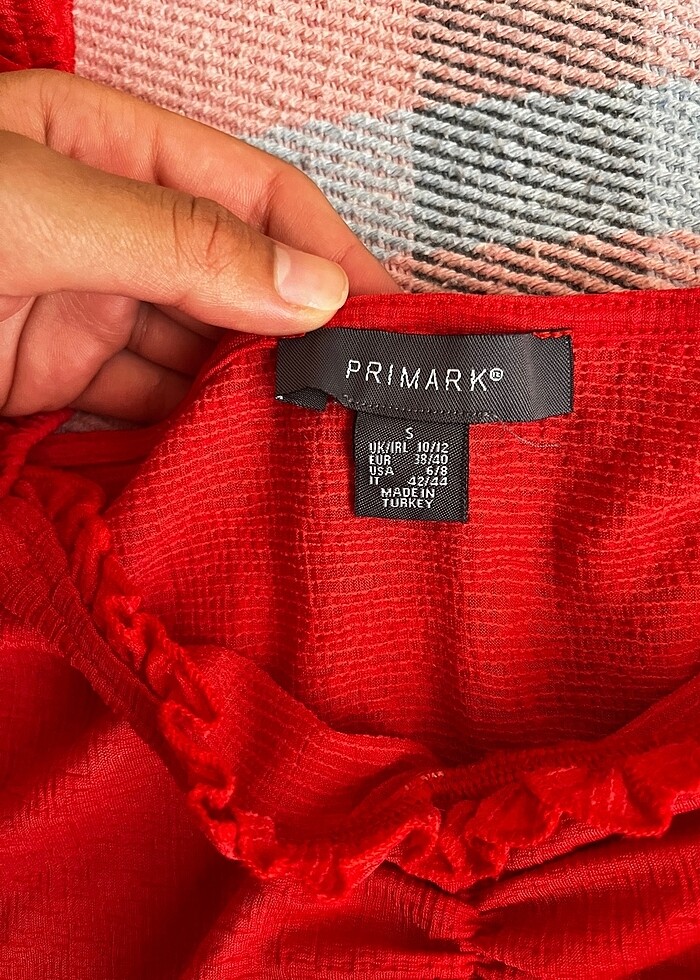 PRIMARK®
S
UK/IRL 10/12
EUR 38/40
USA 6/8
IT 42/44
MADE IN
TURKEY